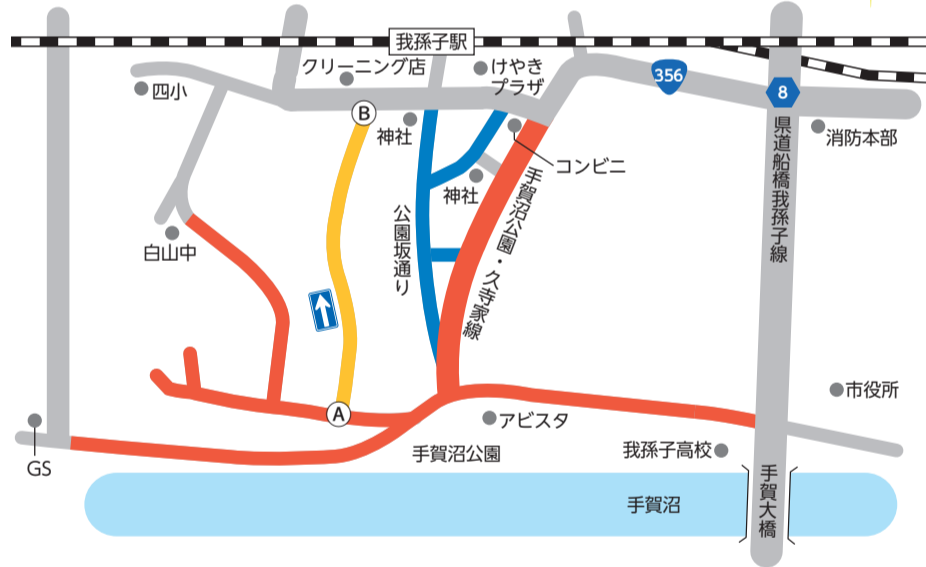 我孫子駅
クリーニング店
けやき
プラザ
356
8
四小
B
神社
消防本部
コンビニ
神社
県道船橋我孫子線
手賀沼公園・久寺家線
公園坂通り
白山中
A
アビスタ
市役所
手賀沼公園
我孫子高校
GS
手賀沼
手賀大橋